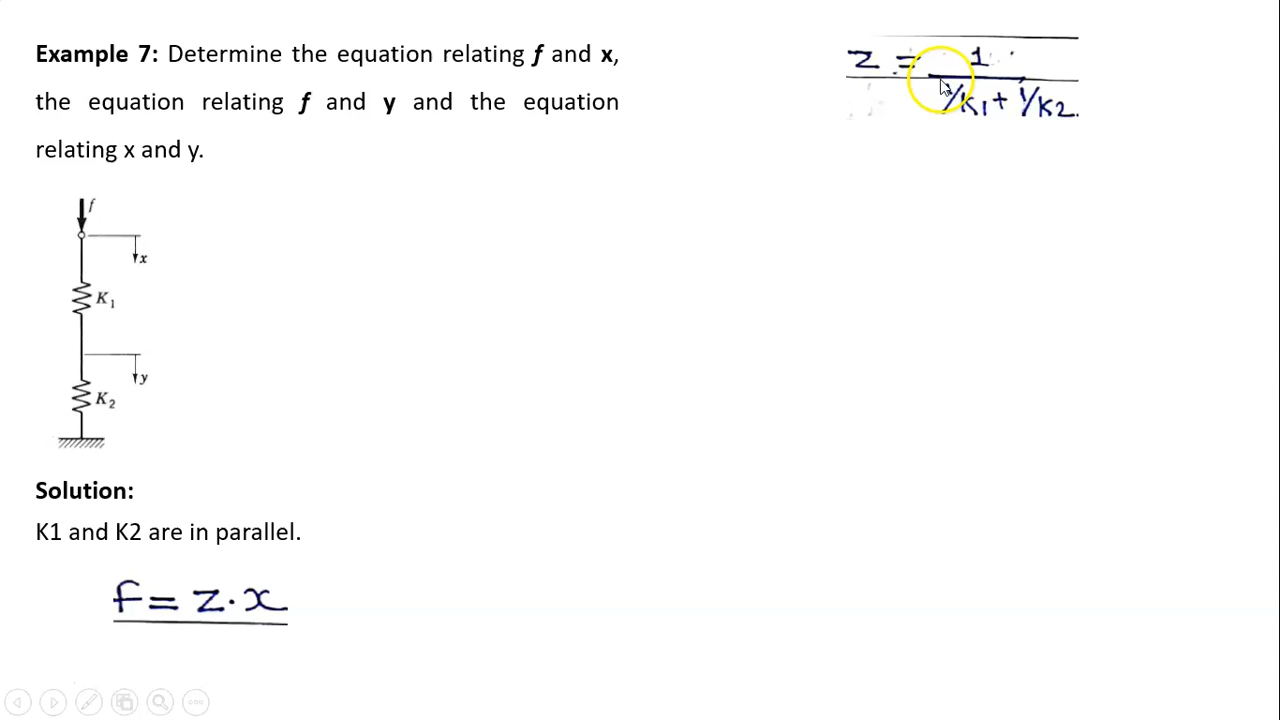 Example 7: Determine the equation relating f and x,
the equation relating f and y and the equation
relating x and y.
f
x
K1
y
K2
Solution:
K1 and K2 are in parallel.
f = z·x
z = 1
1/K1 + 1/K2